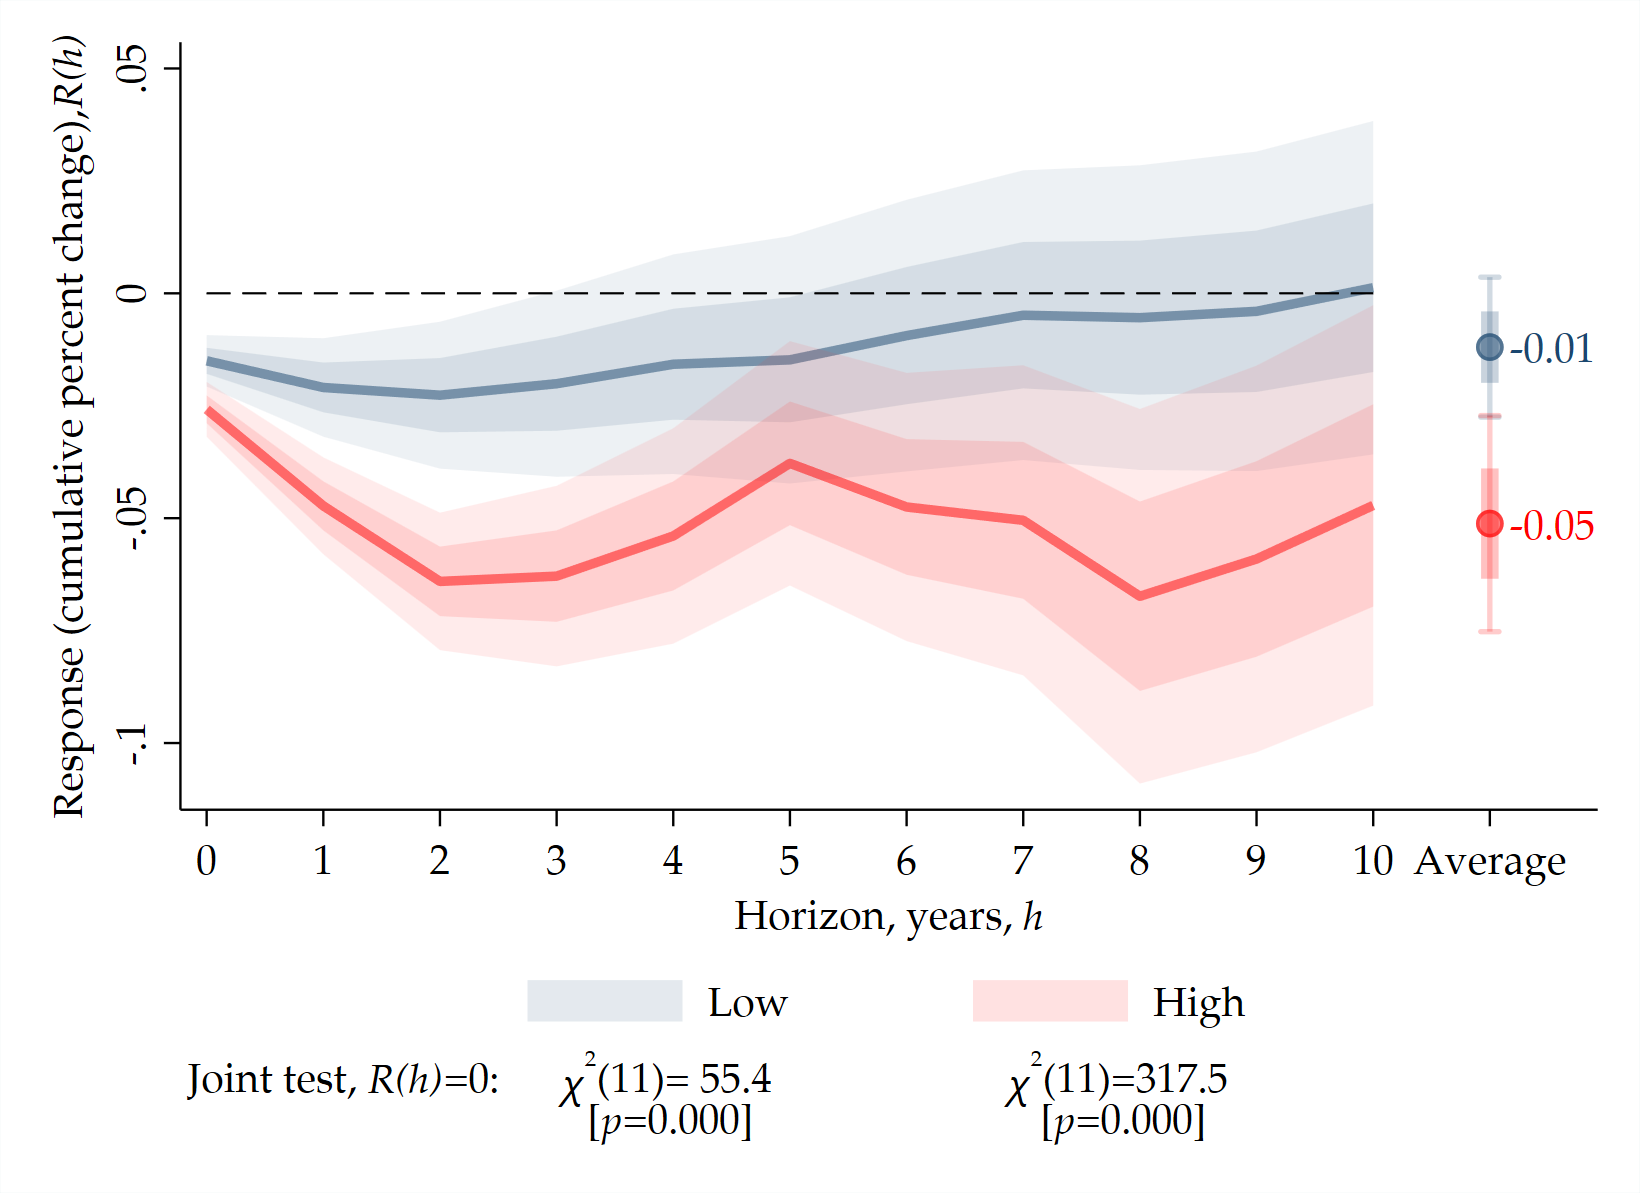 Response (cumulative percent change),R(h)
.05
0
-.05
-.1
-0.01
-0.05
0 1 2 3 4 5 6 7 8 9 10 Average
Horizon, years, h
Low High
Joint test, R(h)=0: χ²(11)= 55.4 χ²(11)=317.5
[p=0.000] [p=0.000]